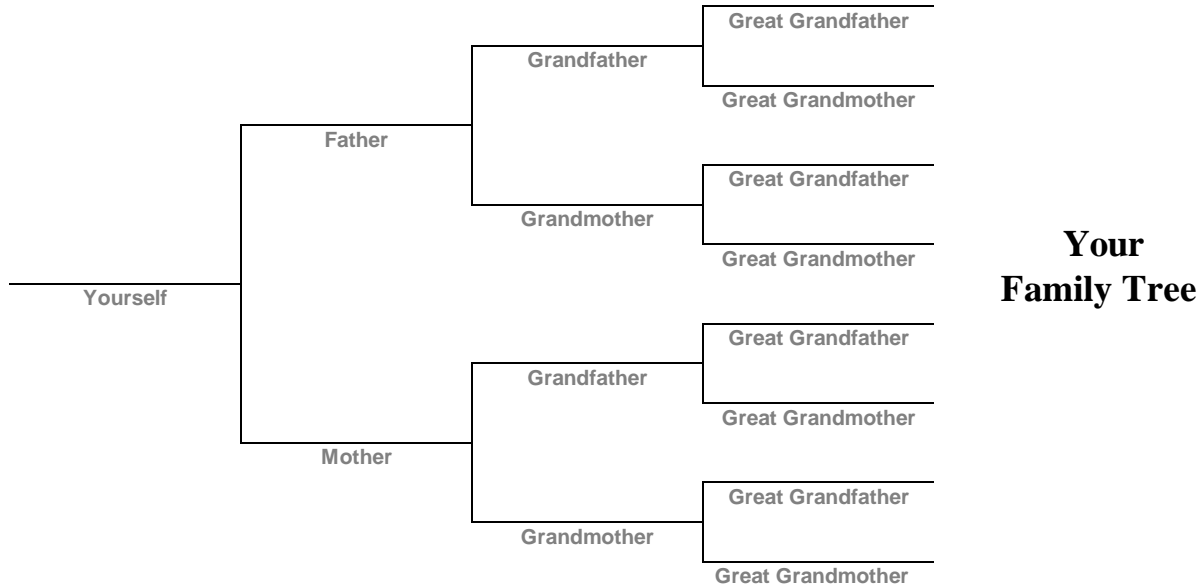 Great Grandfather
Grandfather
Great Grandmother
Father
Great Grandfather
Grandmother
Great Grandmother
Yourself
Your
Family Tree
Great Grandfather
Grandfather
Great Grandmother
Mother
Great Grandfather
Grandmother
Great Grandmother